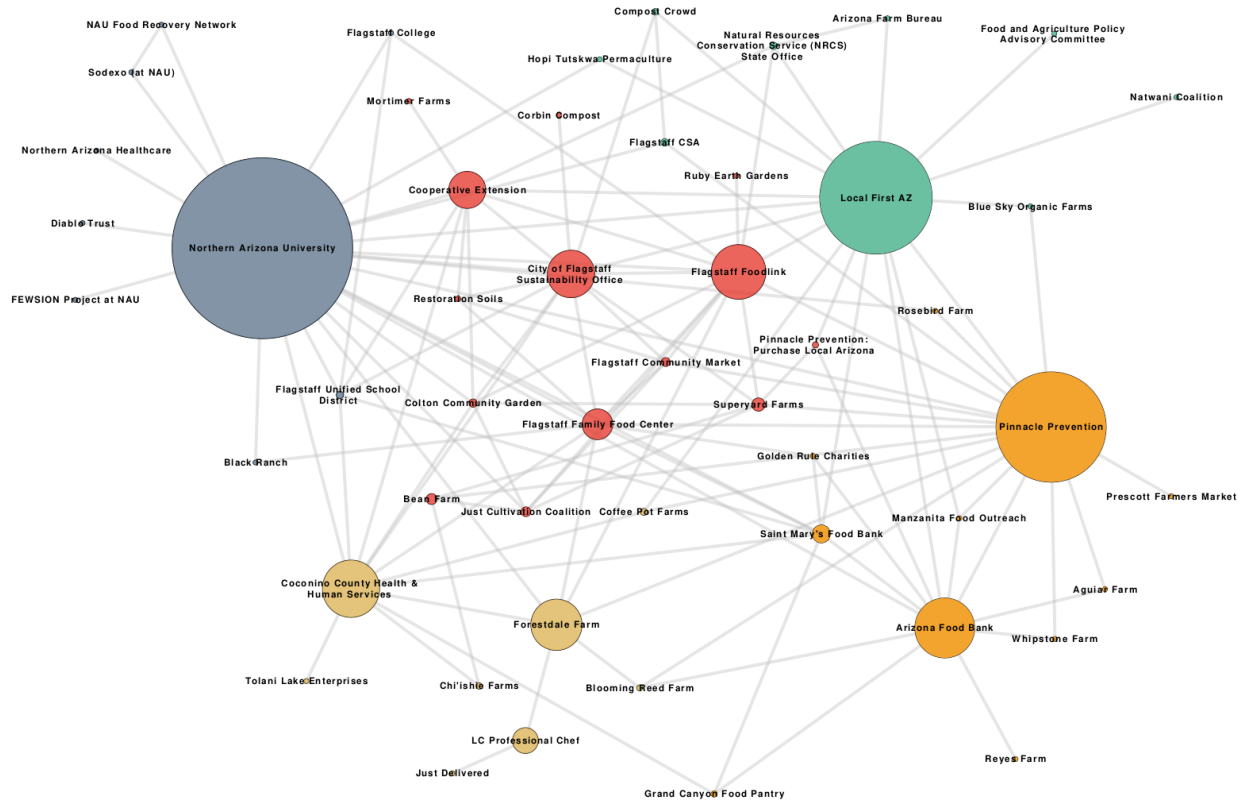 Compost Crowd
Arizona Farm Bureau
NAU Food Recovery Network
Flagstaff College
Natural Resources
Conservation Service (NRCS)
State Office
Food and Agriculture Policy
Advisory Committee
Hopi Tutskwa Permaculture
Sodexo (at NAU)
Mortimer Farms
Natwani Coalition
Corbin Compost
Flagstaff CSA
Northern Arizona Healthcare
Ruby Earth Gardens
Cooperative Extension
Local First AZ
Blue Sky Organic Farms
Diablo Trust
Northern Arizona University
City of Flagstaff
Sustainability Office
Flagstaff Foodlink
FEWSION Project at NAU
Restoration Soils
Rosebird Farm
Pinnacle Prevention:
Purchase Local Arizona
Flagstaff Community Market
Flagstaff Unified School
District
Colton Community Garden
Superyard Farms
Flagstaff Family Food Center
Pinnacle Prevention
Golden Rule Charities
Black Ranch
Bean Farm
Prescott Farmers Market
Just Cultivation Coalition
Coffee Pot Farms
Manzanita Food Outreach
Saint Mary's Food Bank
Coconino County Health &
Human Services
Aguiar Farm
Forestdale Farm
Arizona Food Bank
Whipstone Farm
Tolani Lake Enterprises
Chi'ishie Farms
Blooming Reed Farm
LC Professional Chef
Reyes Farm
Just Delivered
Grand Canyon Food Pantry